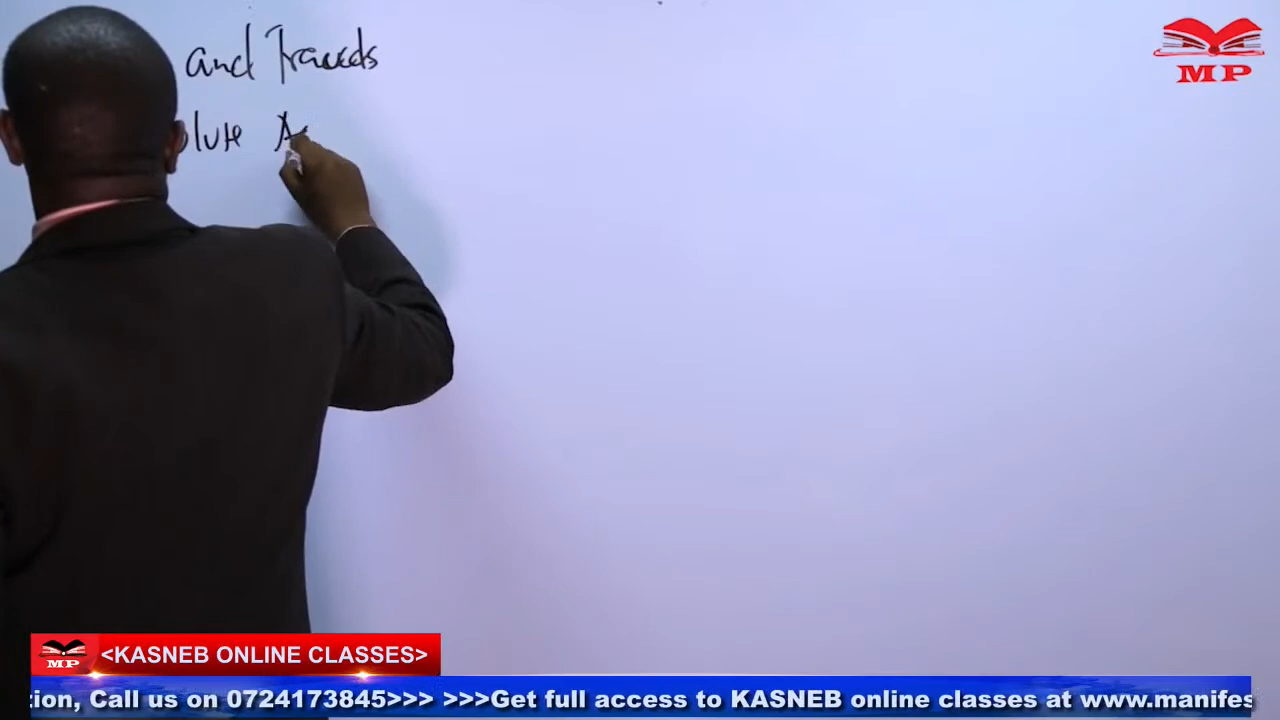 and Frauds
MP
olute A
MP <KASNEB ONLINE CLASSES>
tion, Call us on 0724173845>>> >>>Get full access to KASNEB online classes at www.manifes